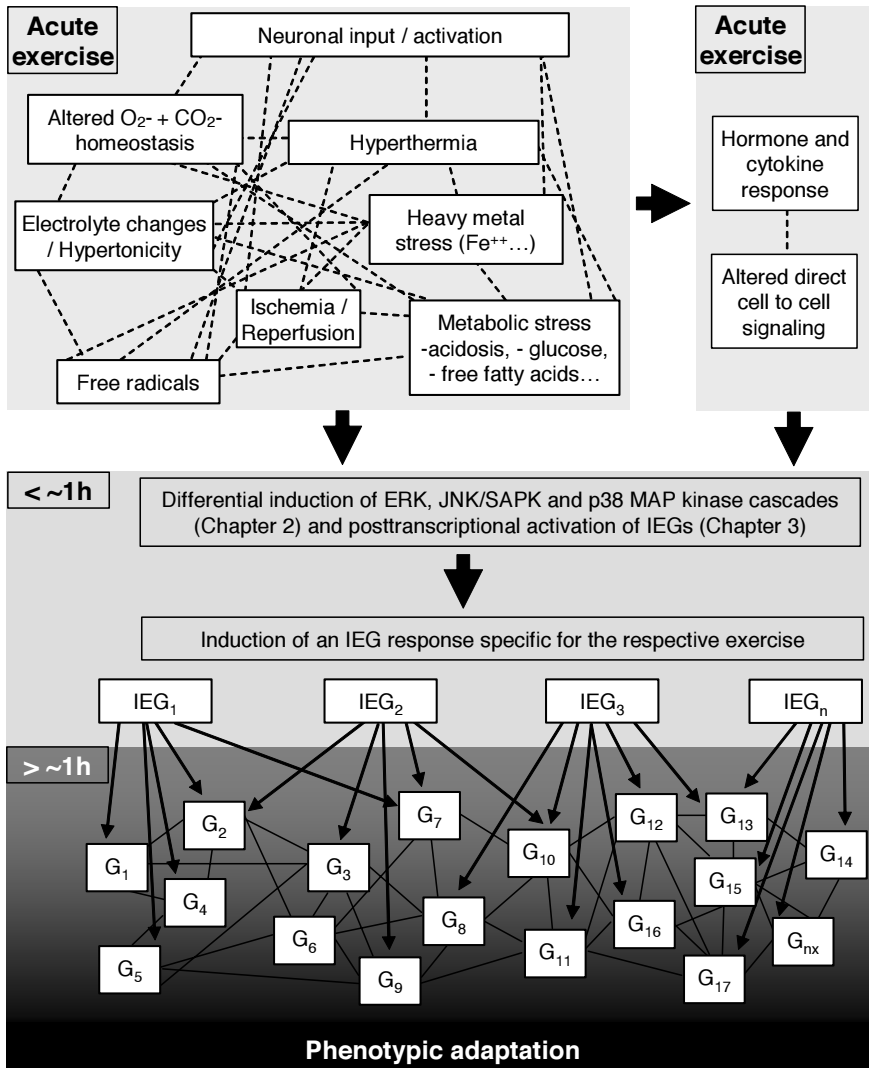 Acute
exercise
Neuronal input / activation
Altered O₂- + CO₂-
homeostasis
Hyperthermia
Electrolyte changes
/ Hypertonicity
Heavy metal
stress (Fe⁺⁺…)
Ischemia /
Reperfusion
Metabolic stress
-acidosis, - glucose,
- free fatty acids…
Free radicals
Acute
exercise
Hormone and
cytokine
response
Altered direct
cell to cell
signaling
< ~1h
Differential induction of ERK, JNK/SAPK and p38 MAP kinase cascades
(Chapter 2) and posttranscriptional activation of IEGs (Chapter 3)
Induction of an IEG response specific for the respective exercise
IEG₁
IEG₂
IEG₃
IEGₙ
> ~1h
G₁
G₂
G₃
G₄
G₅
G₆
G₇
G₈
G₉
G₁₀
G₁₁
G₁₂
G₁₃
G₁₄
G₁₅
G₁₆
G₁₇
Gₙₓ
Phenotypic adaptation